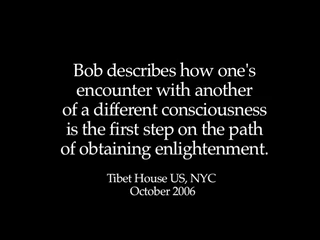 Bob describes how one's
encounter with another
of a different consciousness
is the first step on the path
of obtaining enlightenment.
Tibet House US, NYC
October 2006